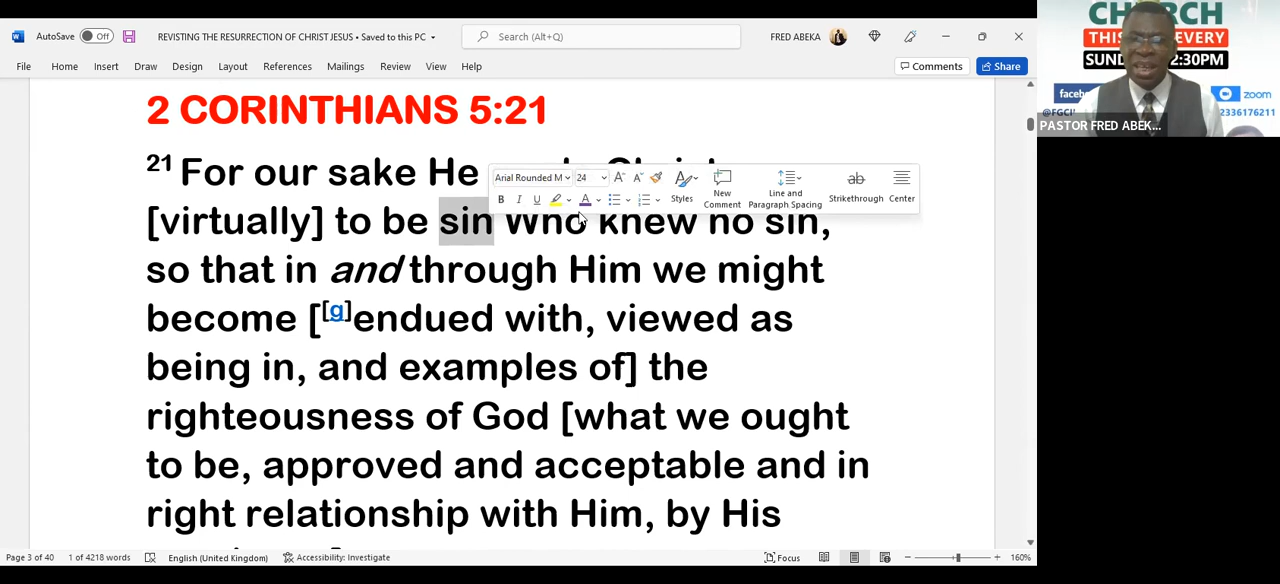 AutoSave Off REVISTING THE RESURRECTION OF CHRIST JESUS • Saved to this PC Search (Alt+Q) FRED ABEKA
File Home Insert Draw Design Layout References Mailings Review View Help Comments Share
2 CORINTHIANS 5:21
21 For our sake He
[virtually] to be sin Who knew no sin,
so that in and through Him we might
become [[g]endued with, viewed as
being in, and examples of] the
righteousness of God [what we ought
to be, approved and acceptable and in
right relationship with Him, by His
Arial Rounded M 24
B I U A Styles New Comment Line and Paragraph Spacing Strikethrough Center
Page 3 of 40 1 of 4218 words English (United Kingdom) Accessibility: Investigate Focus 160%
CHURCH
THIS EVERY
2:30PM
zoom
2336176211
PASTOR FRED ABEK...